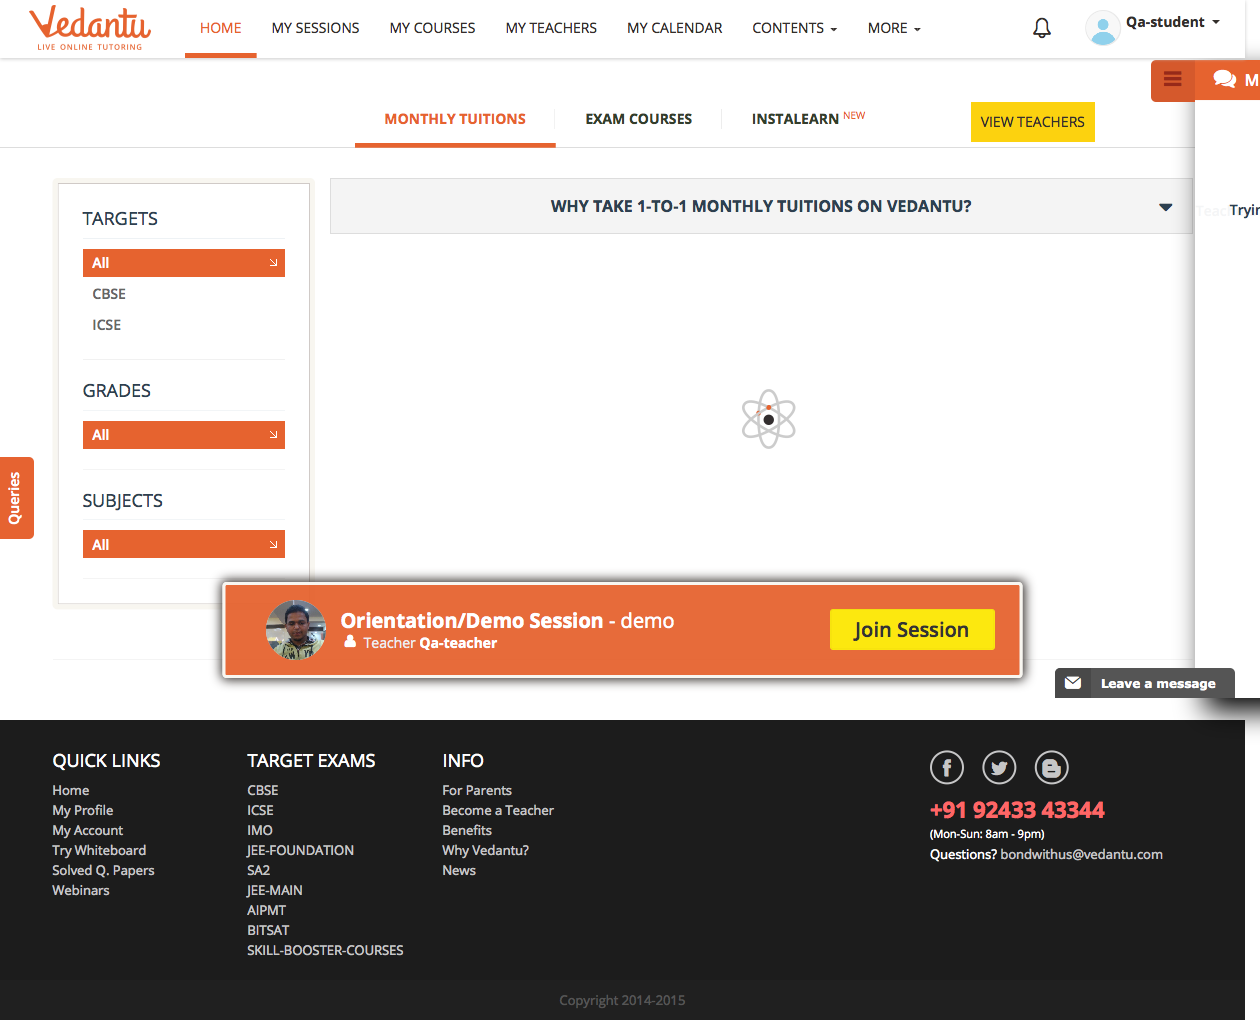 Vedantu
LIVE ONLINE TUTORING
HOME MY SESSIONS MY COURSES MY TEACHERS MY CALENDAR CONTENTS MORE
Qa-student
M
MONTHLY TUITIONS EXAM COURSES INSTALEARN NEW
VIEW TEACHERS
TARGETS
All
CBSE
ICSE
GRADES
All
SUBJECTS
All
Queries
WHY TAKE 1-TO-1 MONTHLY TUITIONS ON VEDANTU?
Teac Tryin
Orientation/Demo Session - demo
Teacher Qa-teacher
Join Session
Leave a message
QUICK LINKS
Home
My Profile
My Account
Try Whiteboard
Solved Q. Papers
Webinars
TARGET EXAMS
CBSE
ICSE
IMO
JEE-FOUNDATION
SA2
JEE-MAIN
AIPMT
BITSAT
SKILL-BOOSTER-COURSES
INFO
For Parents
Become a Teacher
Benefits
Why Vedantu?
News
+91 92433 43344
(Mon-Sun: 8am - 9pm)
Questions? bondwithus@vedantu.com
Copyright 2014-2015